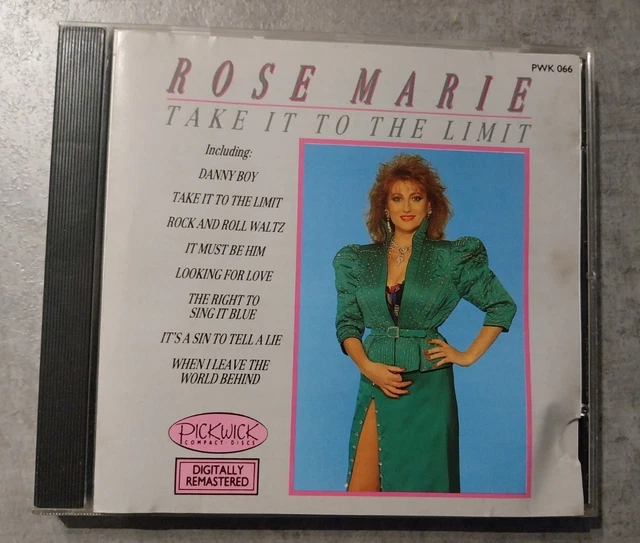 PWK 066
ROSE MARIE
TAKE IT TO THE LIMIT
Including:
DANNY BOY
TAKE IT TO THE LIMIT
ROCK AND ROLL WALTZ
IT MUST BE HIM
LOOKING FOR LOVE
THE RIGHT TO
SING IT BLUE
IT'S A SIN TO TELL A LIE
WHEN I LEAVE THE
WORLD BEHIND
PICKWICK
COMPACT DISCS
DIGITALLY
REMASTERED